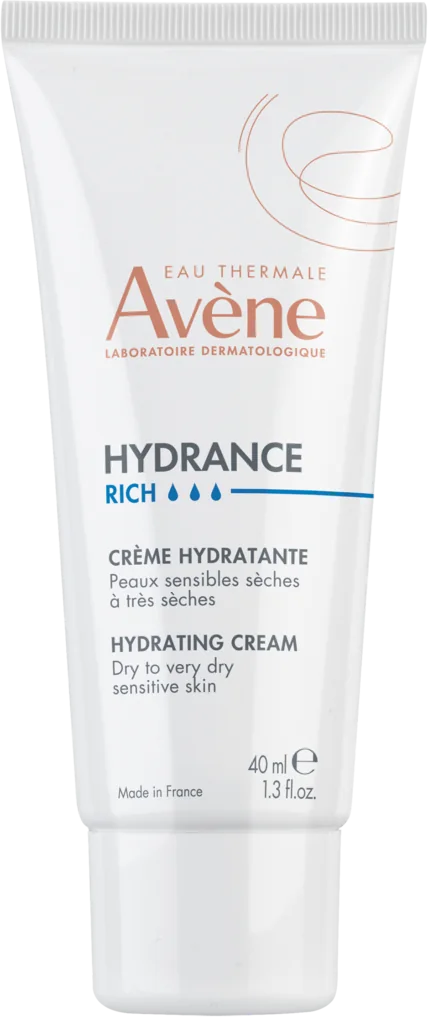 EAU THERMALE
Avène
LABORATOIRE DERMATOLOGIQUE
HYDRANCE
RICH
CRÈME HYDRATANTE
Peaux sensibles sèches
à très sèches
HYDRATING CREAM
Dry to very dry
sensitive skin
40 ml ℮
Made in France 1.3 fl.oz.